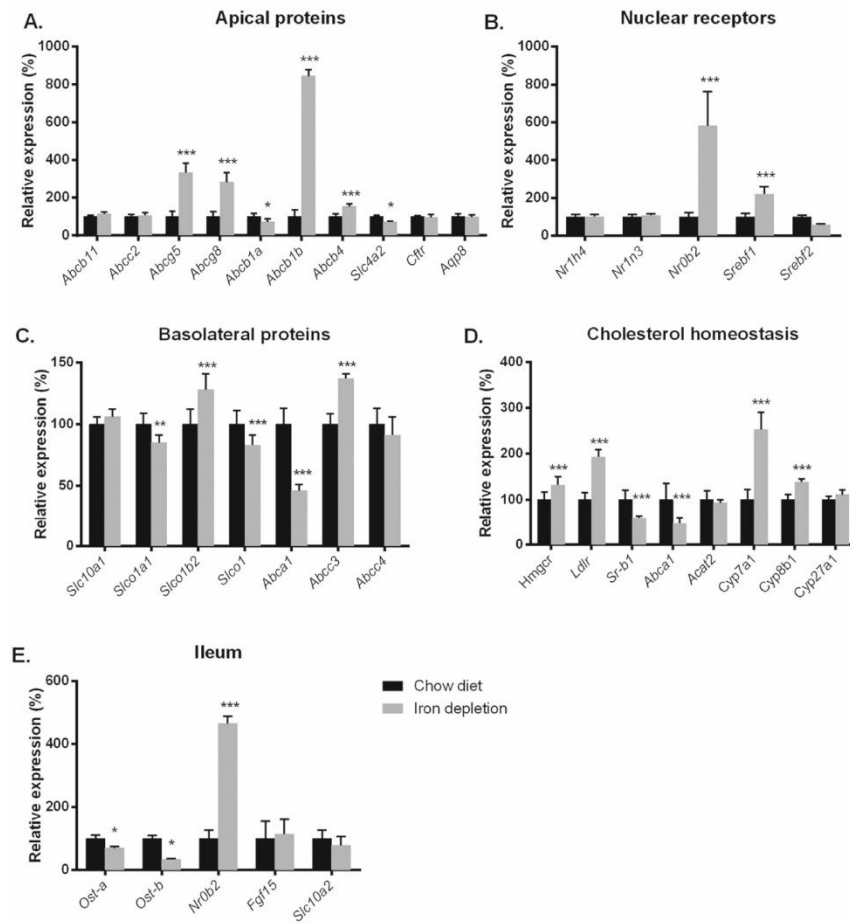 A. Apical proteins
Relative expression (%)
1000
800
600
400
200
0
***
***
*
***
***
*
Abcb11 Abcc2 Abcg5 Abcg8 Abcb1a Abcb1b Abcb4 Slc4a2 Cftr Aqp8
B. Nuclear receptors
Relative expression (%)
1000
800
600
400
200
0
***
***
Nr1h4 Nr1n3 Nr0b2 Srebf1 Srebf2
C. Basolateral proteins
Relative expression (%)
150
100
50
0
**
***
***
***
***
Slc10a1 Slco1a1 Slco1b2 Slco1 Abca1 Abcc3 Abcc4
D. Cholesterol homeostasis
Relative expression (%)
400
300
200
100
0
***
***
***
***
***
***
Hmgcr Ldlr Sr-b1 Abca1 Acat2 Cyp7a1 Cyp8b1 Cyp27a1
E. Ileum
Relative expression (%)
600
400
200
0
*
*
***
Ost-a Ost-b Nr0b2 Fgf15 Slc10a2
Chow diet
Iron depletion